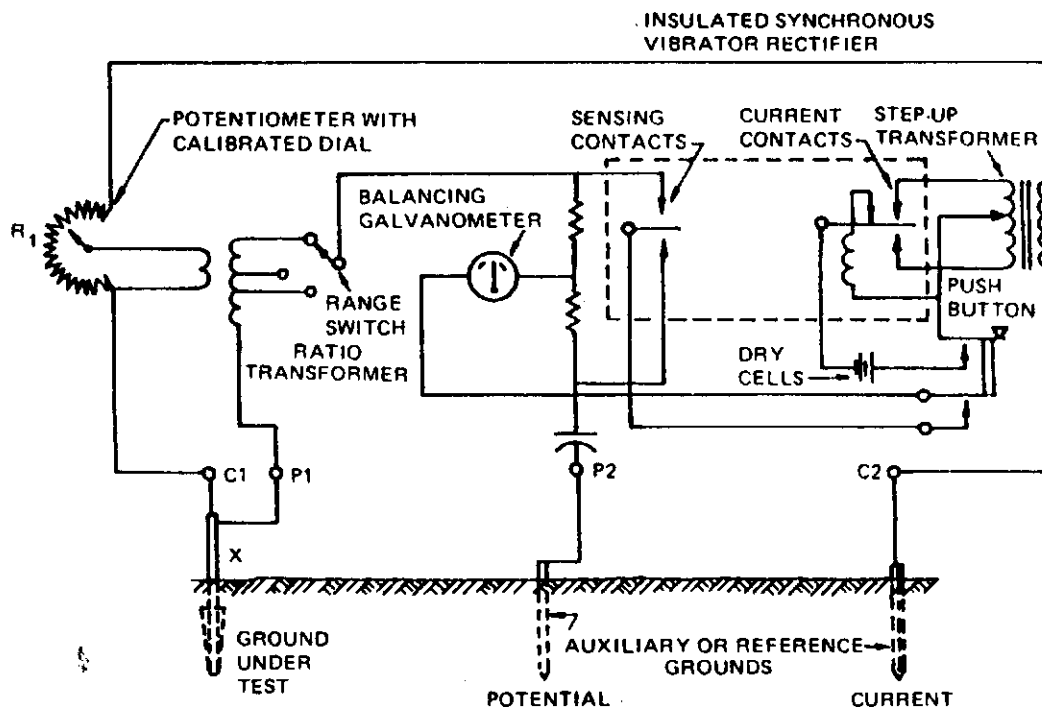 INSULATED SYNCHRONOUS
VIBRATOR RECTIFIER
POTENTIOMETER WITH
CALIBRATED DIAL
SENSING
CONTACTS
CURRENT
CONTACTS
STEP-UP
TRANSFORMER
BALANCING
GALVANOMETER
R1
RANGE
SWITCH
RATIO
TRANSFORMER
PUSH
BUTTON
DRY
CELLS
C1
P1
P2
C2
X
GROUND
UNDER
TEST
AUXILIARY OR REFERENCE
GROUNDS
POTENTIAL
CURRENT